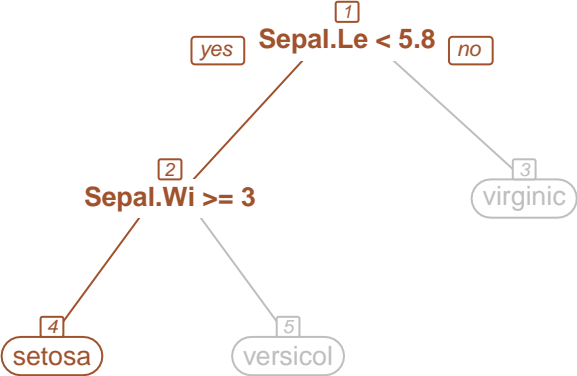 1
yes Sepal.Le < 5.8 no
2
Sepal.Wi >= 3
3
virginic
4
setosa
5
versicol